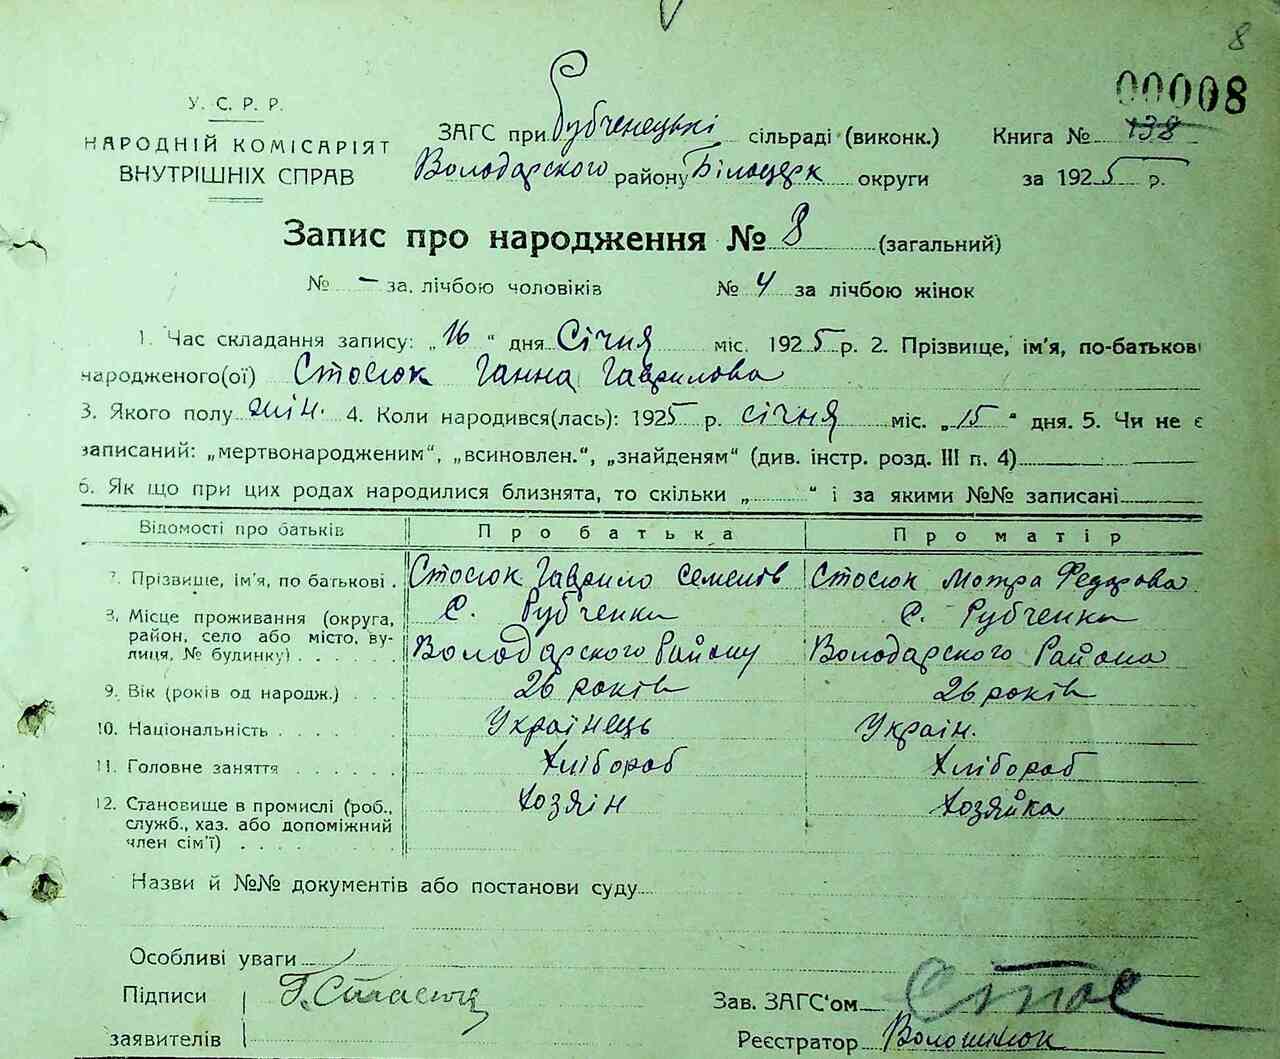 8
00008
У. С. Р. Р.
НАРОДНІЙ КОМІСАРІЯТ
ВНУТРІШНІХ СПРАВ
ЗАГС при Рубченецькі сільраді (виконк.) Книга № 138
Володарского району Білоцерк округи за 1925 р.
Запис про народження № 8 (загальний)
№ – за лічбою чоловіків № 4 за лічбою жінок
1. Час складання запису: „16“ дня Січня міс. 1925 р. 2. Прізвище, ім'я, по-батькові
народженого(ої) Стосюк Ганна Гаврилова
3. Якого полу жін. 4. Коли народився(лась): 1925 р. січня міс. „15“ дня. 5. Чи не є
записаний: „мертвонародженим“, „всиновлен.“, „знайденям“ (див. інстр. розд. III п. 4)
6. Як що при цих родах народилися близнята, то скільки „ “ і за якими №№ записані
Відомості про батьків Про батька Про матір
7. Прізвище, ім'я, по батькові. Стосюк Гаврило Семенів Стосюк Мотра Федорова
8. Місце проживання (округа, с. Рубченки с. Рубченки
район, село або місто, ву-
лиця, № будинку) Володарского Району Володарского Района
9. Вік (років од народж.) 26 років 26 років
10. Національність Українець Україн.
11. Головне заняття Хлібороб Хлібороб
12. Становище в промислі (роб., Хозяін Хозяйка
служб., хаз. або допоміжний
член сім'ї)
Назви й №№ документів або постанови суду
Особливі уваги
Підписи Зав. ЗАГС'ом
заявителів Реєстратор Волошинюк